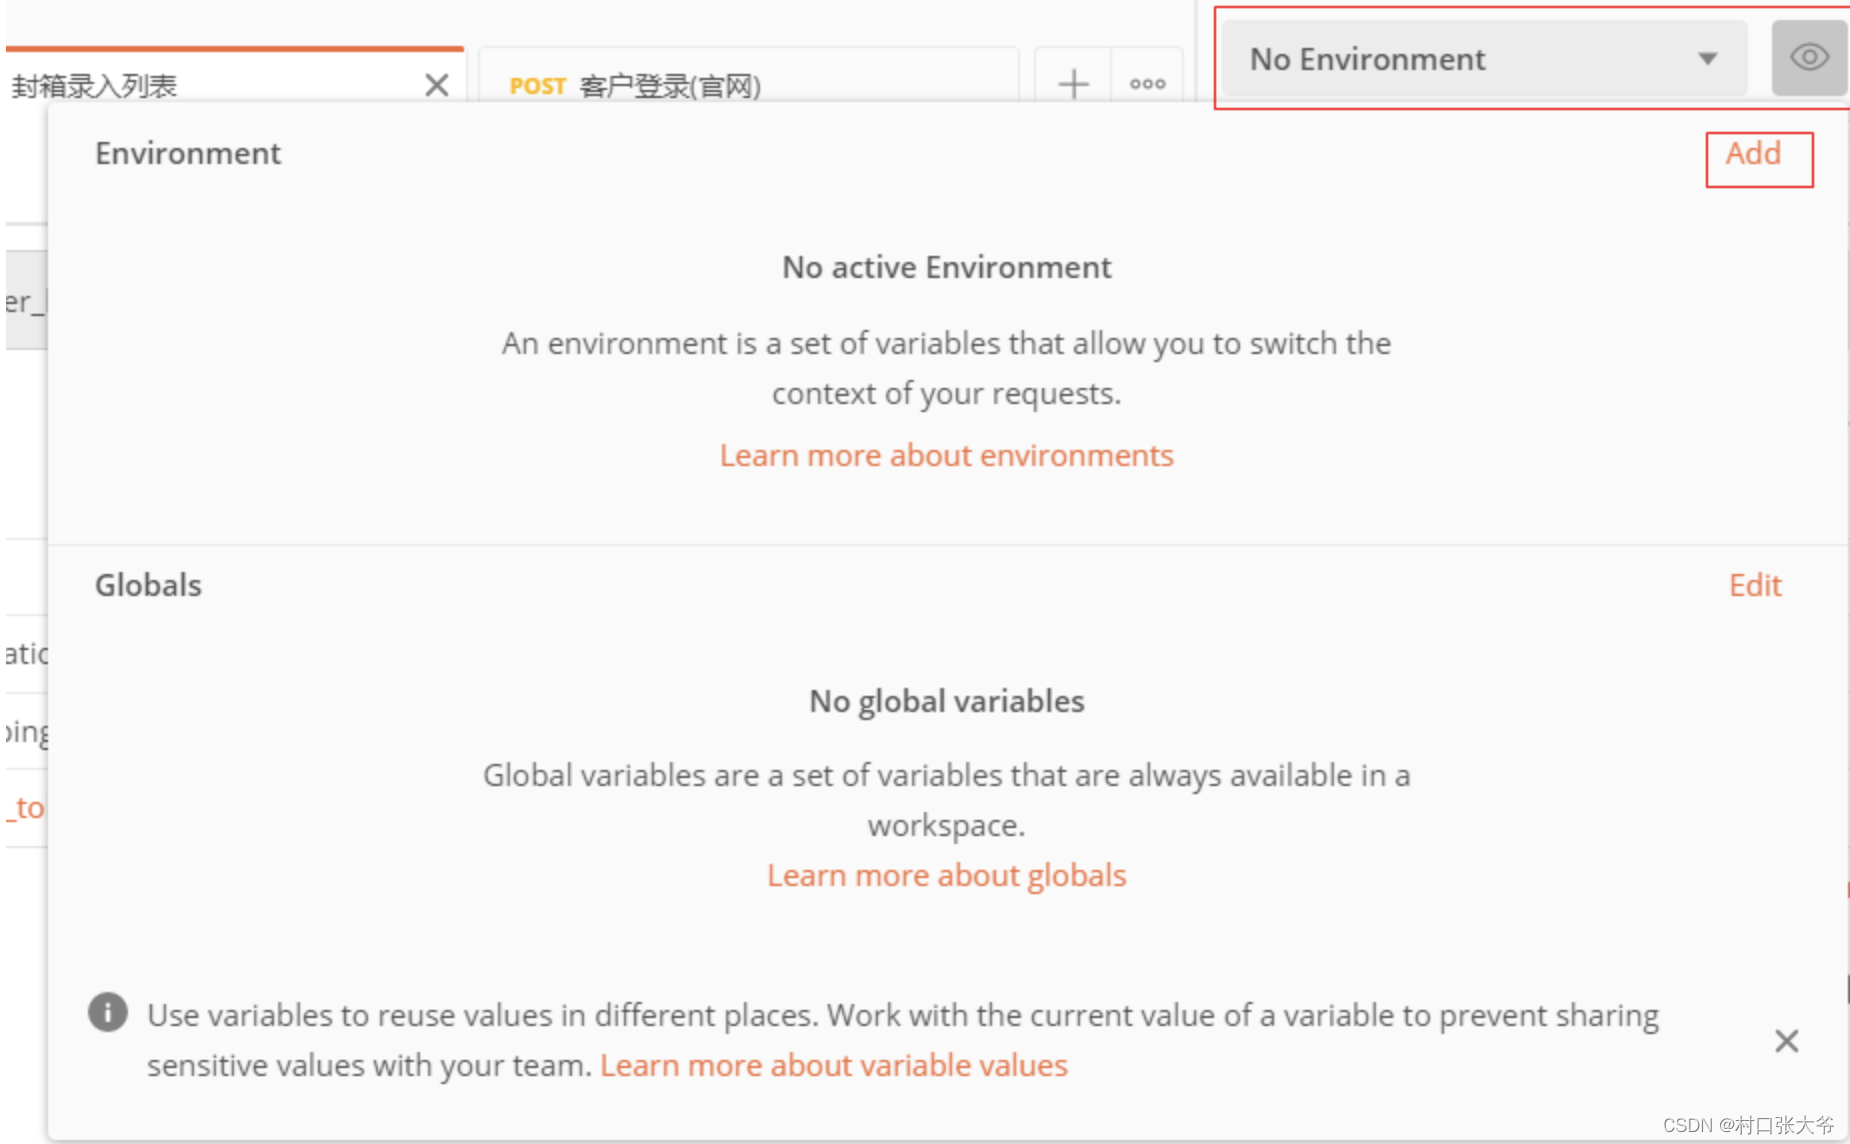 封箱录入列表
POST 客户登录(官网)
No Environment
Environment
Add
No active Environment
An environment is a set of variables that allow you to switch the
context of your requests.
Learn more about environments
Globals
Edit
No global variables
Global variables are a set of variables that are always available in a
workspace.
Learn more about globals
er_
atic
ping
_to
Use variables to reuse values in different places. Work with the current value of a variable to prevent sharing
sensitive values with your team. Learn more about variable values
CSDN @村口张大爷